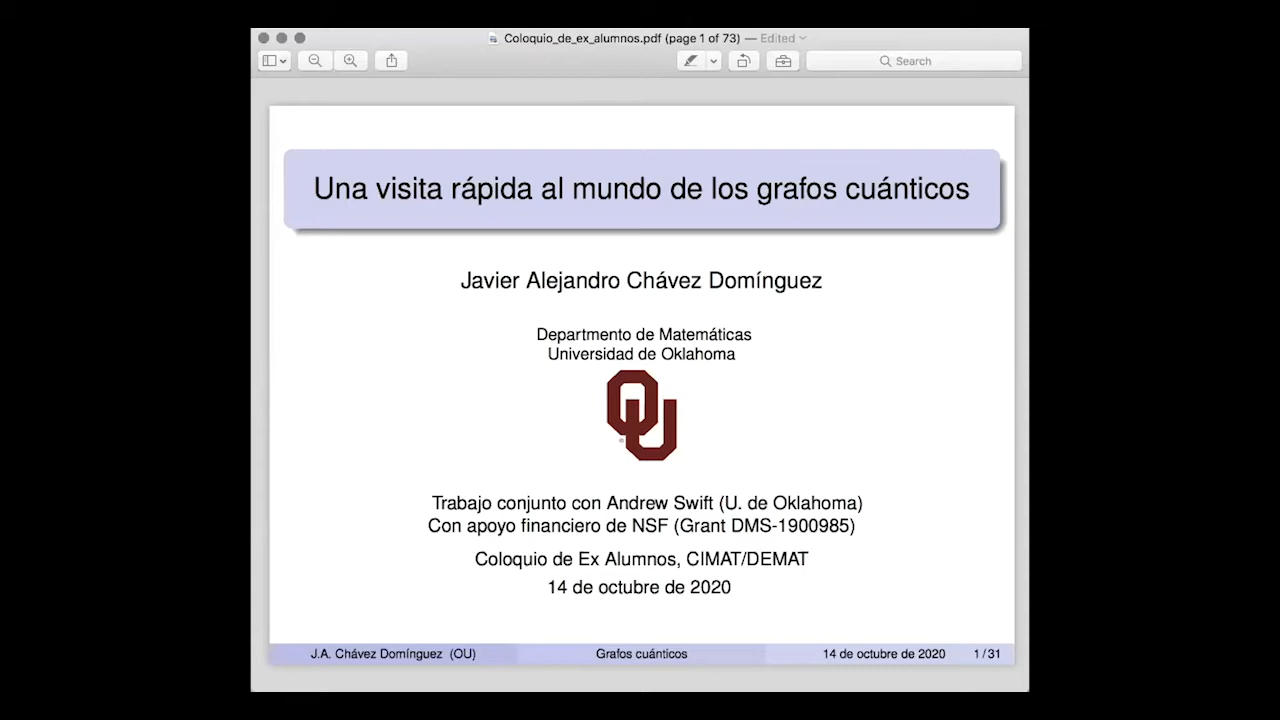 Coloquio_de_ex_alumnos.pdf (page 1 of 73) — Edited
Search
Una visita rápida al mundo de los grafos cuánticos
Javier Alejandro Chávez Domínguez
Departmento de Matemáticas
Universidad de Oklahoma
OU
Trabajo conjunto con Andrew Swift (U. de Oklahoma)
Con apoyo financiero de NSF (Grant DMS-1900985)
Coloquio de Ex Alumnos, CIMAT/DEMAT
14 de octubre de 2020
J.A. Chávez Domínguez (OU) Grafos cuánticos 14 de octubre de 2020 1 / 31